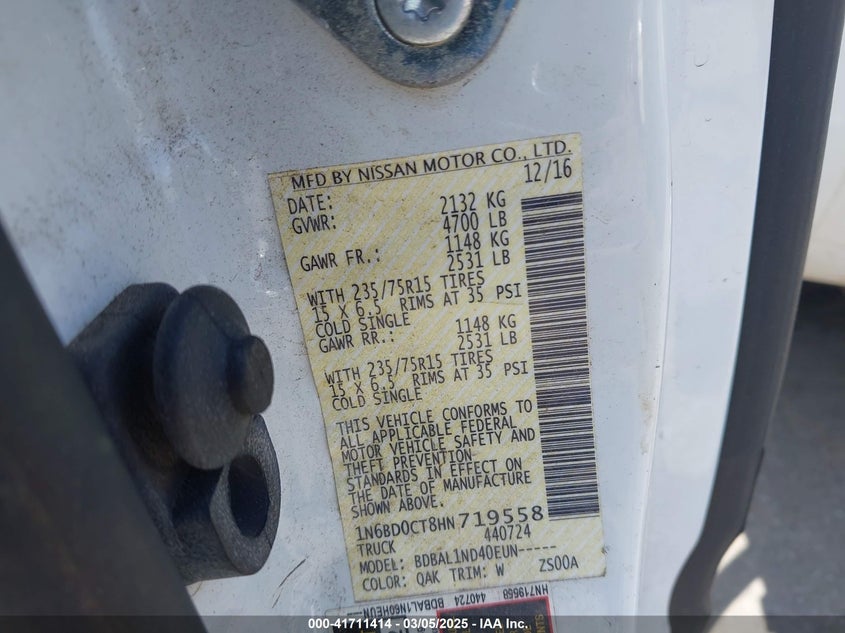 MFD BY NISSAN MOTOR CO., LTD.
DATE: 12/16
GVWR: 2132 KG
4700 LB
GAWR FR.: 1148 KG
2531 LB
WITH 235/75R15 TIRES
15 X 6.5 RIMS AT 35 PSI
COLD SINGLE
GAWR RR.: 1148 KG
2531 LB
WITH 235/75R15 TIRES
15 X 6.5 RIMS AT 35 PSI
COLD SINGLE
THIS VEHICLE CONFORMS TO
ALL APPLICABLE FEDERAL
MOTOR VEHICLE SAFETY AND
THEFT PREVENTION
STANDARDS IN EFFECT ON
THE DATE OF MANUFACTURE
SHOWN ABOVE.
1N6BD0CT8HN719558
TRUCK 440724
MODEL: BDBAL1ND40EUN-----
COLOR: QAK TRIM: W ZS00A
440724
000-41711414 - 03/05/2025 - IAA Inc.